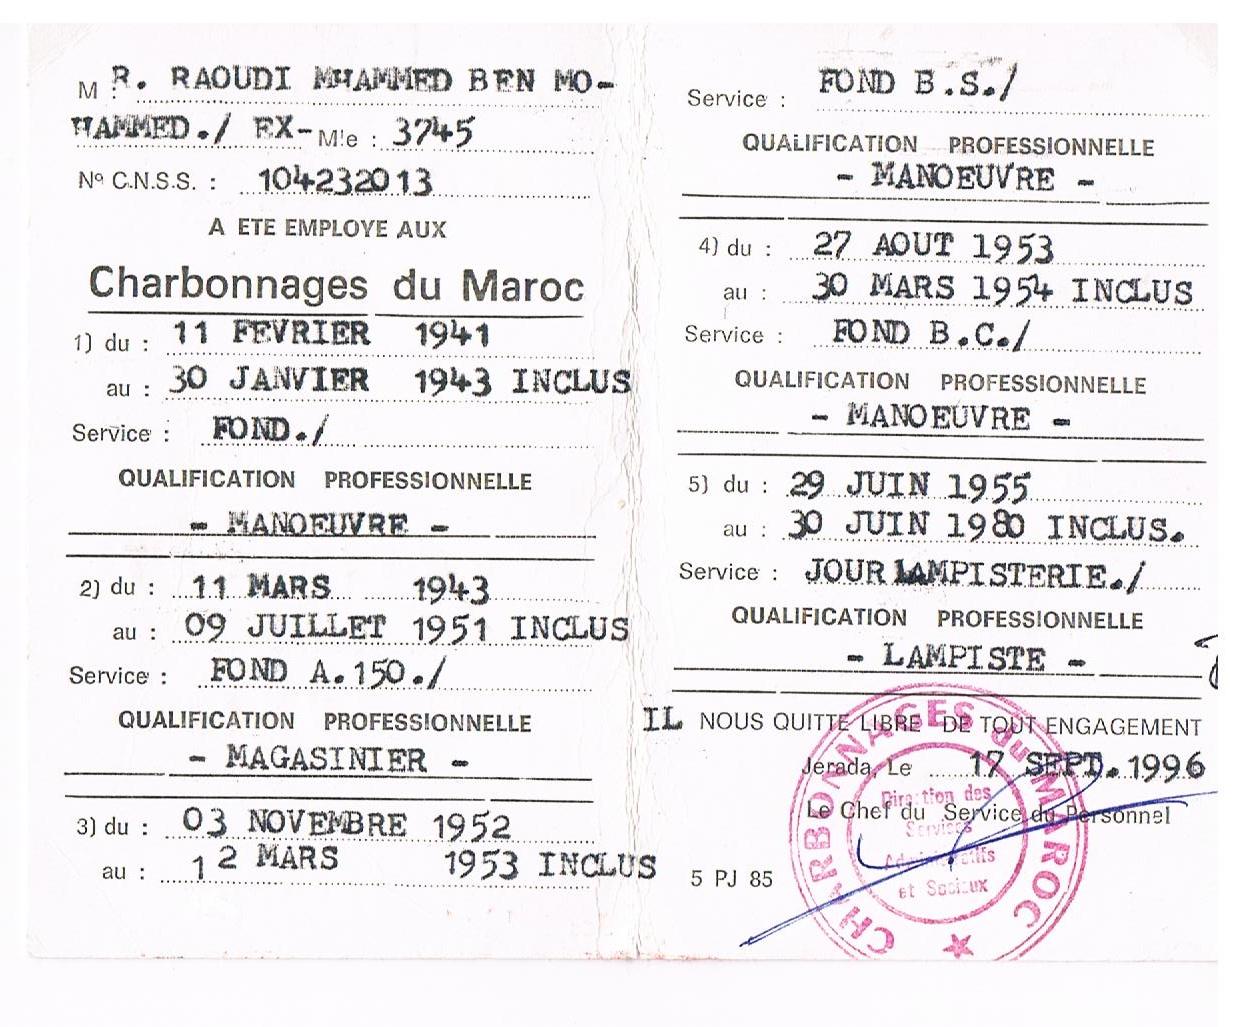 M R. RAOUDI MHAMMED BEN MO-
HAMMED./ EX- Mle : 3745
Nº C.N.S.S. : 104232013
A ETE EMPLOYE AUX
Charbonnages du Maroc
1) du : 11 FEVRIER 1941
au : 30 JANVIER 1943 INCLUS
Service : FOND./
QUALIFICATION PROFESSIONNELLE
- MANOEUVRE -
2) du : 11 MARS 1943
au : 09 JUILLET 1951 INCLUS
Service : FOND A.150./
QUALIFICATION PROFESSIONNELLE
- MAGASINIER -
3) du : 03 NOVEMBRE 1952
au : 12 MARS 1953 INCLUS
Service : FOND B.S./
QUALIFICATION PROFESSIONNELLE
- MANOEUVRE -
4) du : 27 AOUT 1953
au : 30 MARS 1954 INCLUS
Service : FOND B.C./
QUALIFICATION PROFESSIONNELLE
- MANOEUVRE -
5) du : 29 JUIN 1955
au : 30 JUIN 1980 INCLUS.
Service : JOUR LAMPISTERIE./
QUALIFICATION PROFESSIONNELLE
- LAMPISTE -
IL NOUS QUITTE LIBRE DE TOUT ENGAGEMENT
Jerada, Le 17 SEPT. 1996
Le Chef du Service du Personnel
5 PJ 85
CHARBONNAGES du MAROC
Direction des
Services
Administratifs
et Sociaux